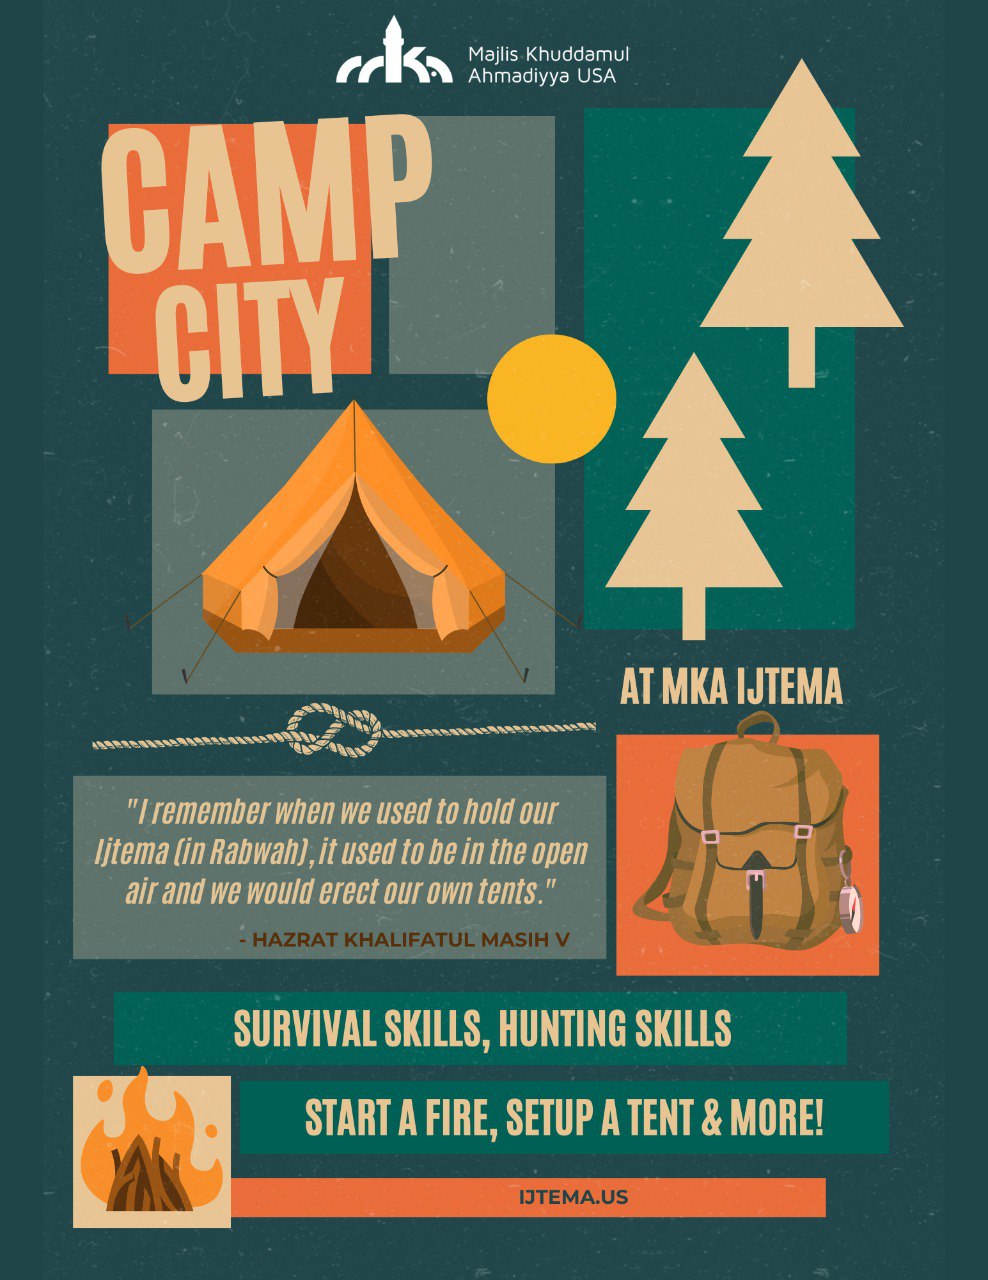 Majlis Khuddamul
Ahmadiyya USA
CAMP
CITY
AT MKA IJTEMA
"I remember when we used to hold our
Ijtema (in Rabwah), it used to be in the open
air and we would erect our own tents."
- HAZRAT KHALIFATUL MASIH V
SURVIVAL SKILLS, HUNTING SKILLS
START A FIRE, SETUP A TENT & MORE!
IJTEMA.US